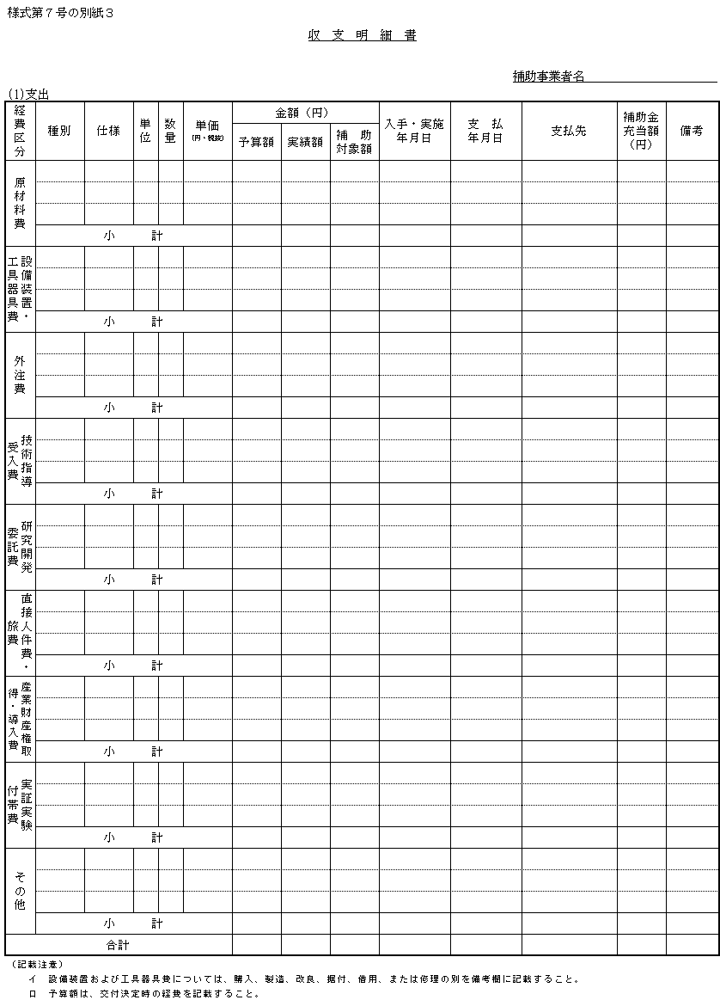 様式第７号の別紙３
収　支　明　細　書
補助事業者名
(1)支出
経費区分
種別
仕様
単位
数量
単価
(円・税抜)
金額（円）
予算額
実績額
補　助
対象額
入手・実施
年月日
支　払
年月日
支払先
補助金
充当額
（円）
備考
原材料費
小　　　計
設備装置・
工具器具費
小　　　計
外注費
小　　　計
技術指導
受入費
小　　　計
研究開発
委託費
小　　　計
直接人件費・
旅費
小　　　計
産業財産権取
得・導入費
小　　　計
実証実験
付帯費
小　　　計
その他
小　　　計
合計
（記載注意）
イ　設備装置および工具器具費については、購入、製造、改良、据付、借用、または修理の別を備考欄に記載すること。
ロ　予算額は、交付決定時の経費を記載すること。